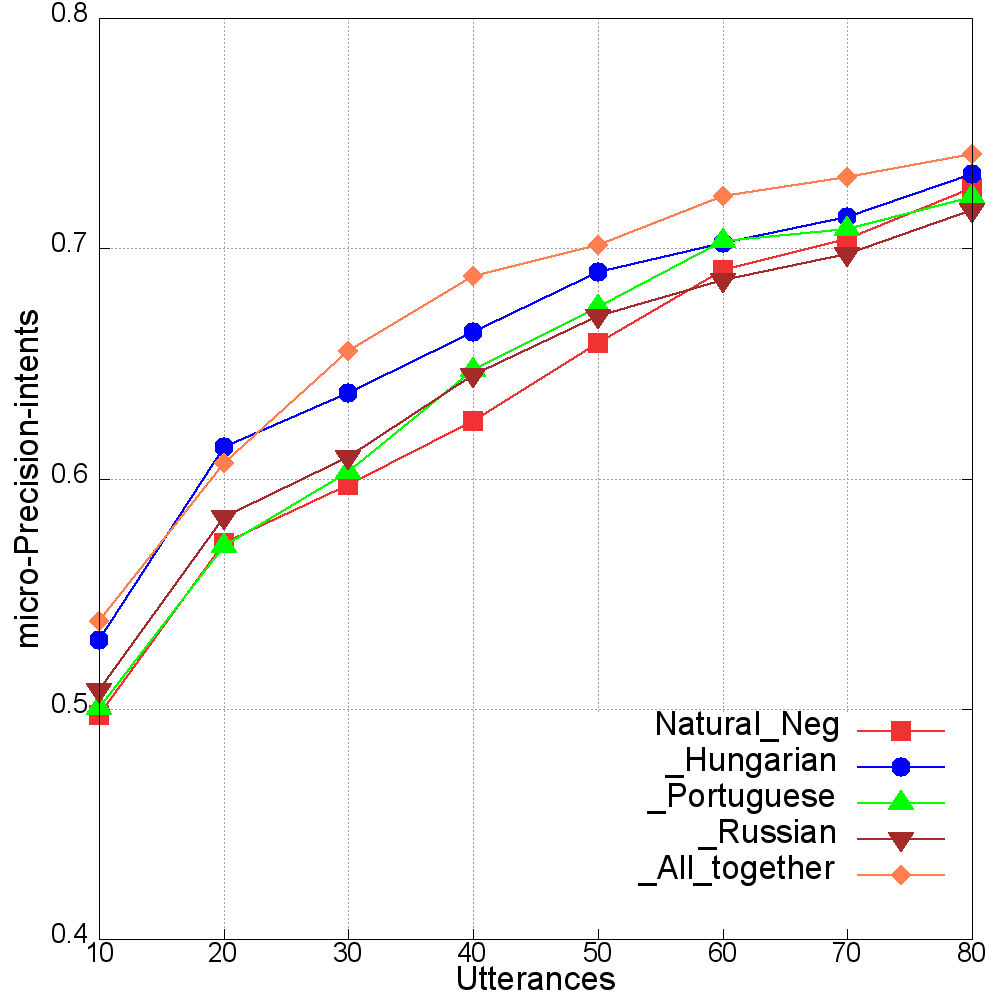 0.8
0.7
0.6
0.5
0.4
micro-Precision-intents
Natural_Neg
_Hungarian
_Portuguese
_Russian
_All_together
10 20 30 40 50 60 70 80
Utterances